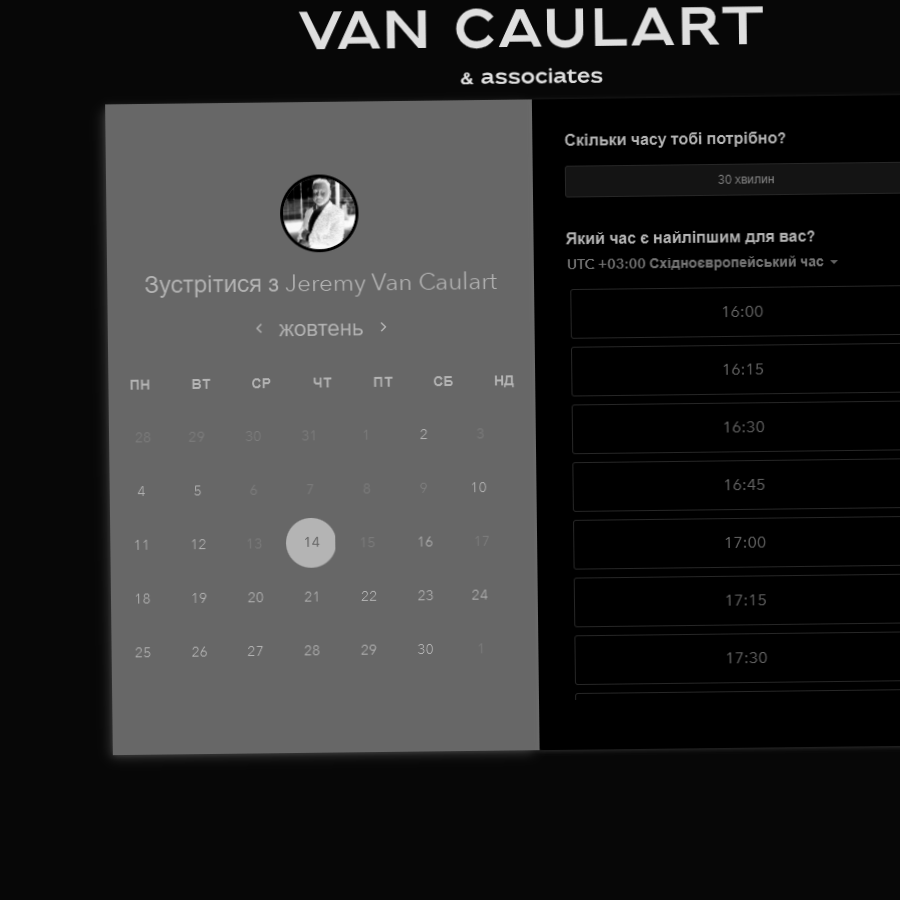 VAN CAULART
& associates
Зустрітися з Jeremy Van Caulart
жовтень
ПН ВТ СР ЧТ ПТ СБ НД
28 29 30 31 1 2 3
4 5 6 7 8 9 10
11 12 13 14 15 16 17
18 19 20 21 22 23 24
25 26 27 28 29 30 1
Скільки часу тобі потрібно?
30 хвилин
Який час є найліпшим для вас?
UTC +03:00 Східноєвропейський час
16:00
16:15
16:30
16:45
17:00
17:15
17:30